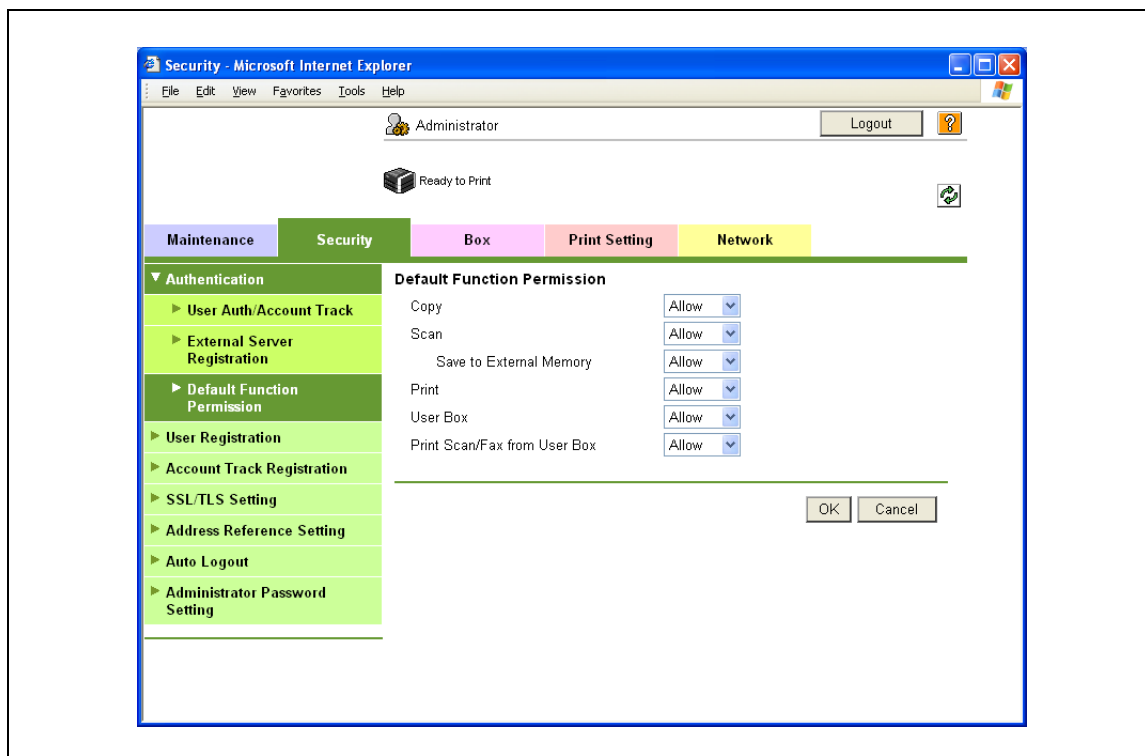 Security - Microsoft Internet Explorer
File Edit View Favorites Tools Help
Administrator
Logout
?
Ready to Print
Maintenance
Security
Box
Print Setting
Network
Authentication
User Auth/Account Track
External Server
Registration
Default Function
Permission
User Registration
Account Track Registration
SSL/TLS Setting
Address Reference Setting
Auto Logout
Administrator Password
Setting
Default Function Permission
Copy Allow
Scan Allow
Save to External Memory Allow
Print Allow
User Box Allow
Print Scan/Fax from User Box Allow
OK Cancel